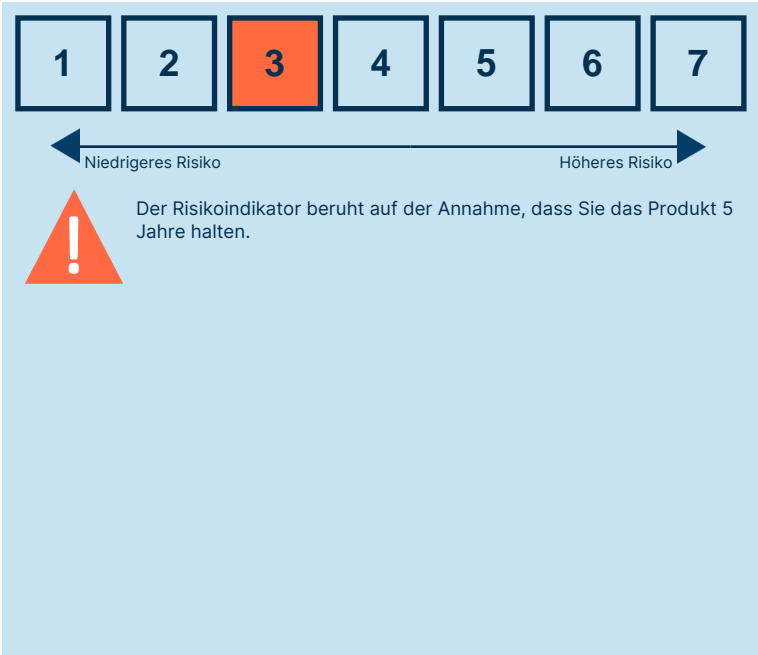 1 2 3 4 5 6 7
Niedrigeres Risiko Höheres Risiko
Der Risikoindikator beruht auf der Annahme, dass Sie das Produkt 5
Jahre halten.